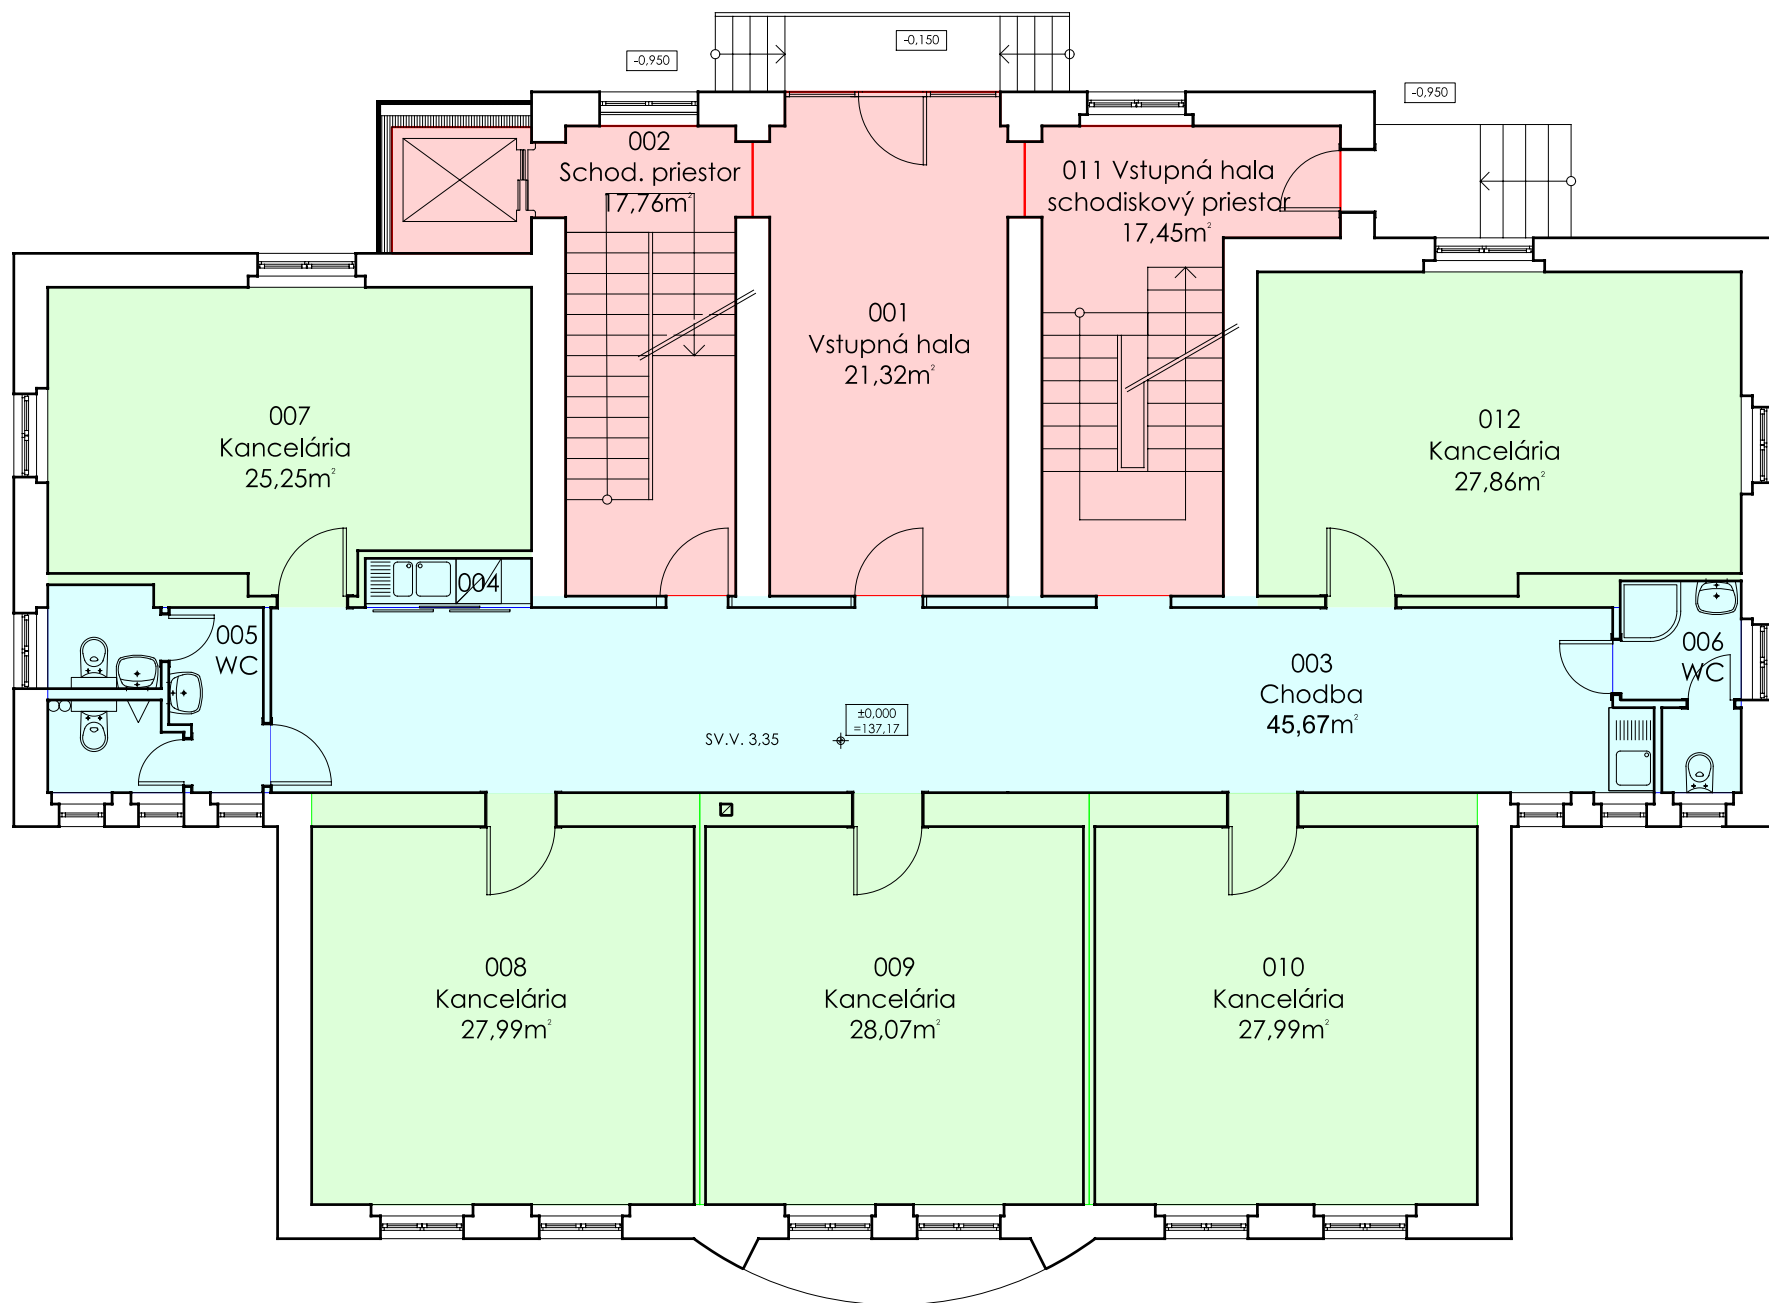 -0,150
-0,950
-0,950
002
Schod. priestor
17,76m²
011 Vstupná hala
schodiskový priestor
17,45m²
001
Vstupná hala
21,32m²
007
Kancelária
25,25m²
012
Kancelária
27,86m²
004
005
WC
006
WC
003
Chodba
45,67m²
±0,000
=137,17
SV.V. 3,35
008
Kancelária
27,99m²
009
Kancelária
28,07m²
010
Kancelária
27,99m²